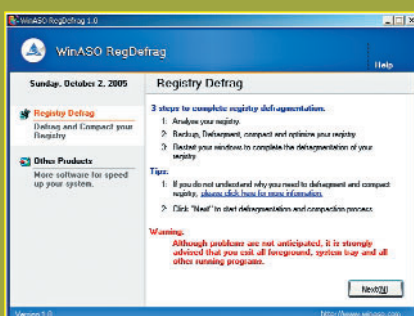 WinASO RegDefrag 1.0
WinASO RegDefrag
Help
Sunday, October 2, 2005
Registry Defrag
Defrag and Compact your
Registry
Other Products
More software for speed
up your system.
Registry Defrag
3 steps to complete registry defragmentation:
1: Analyse your registry.
2: Backup, Defragment, compact and optimize your registry
3: Restart your windows to complete the defragmentation of your
registry.
Tips:
1: If you do not understand why you need to defragment and compact
registry, please click here for more information.
2: Click "Next" to start defragmentation and compaction process
Warning:
Although problems are not anticipated, it is strongly
advised that you exit all foreground, system tray and all
other running programs.
Next(N)
Version 1.0
http://www.winaso.com